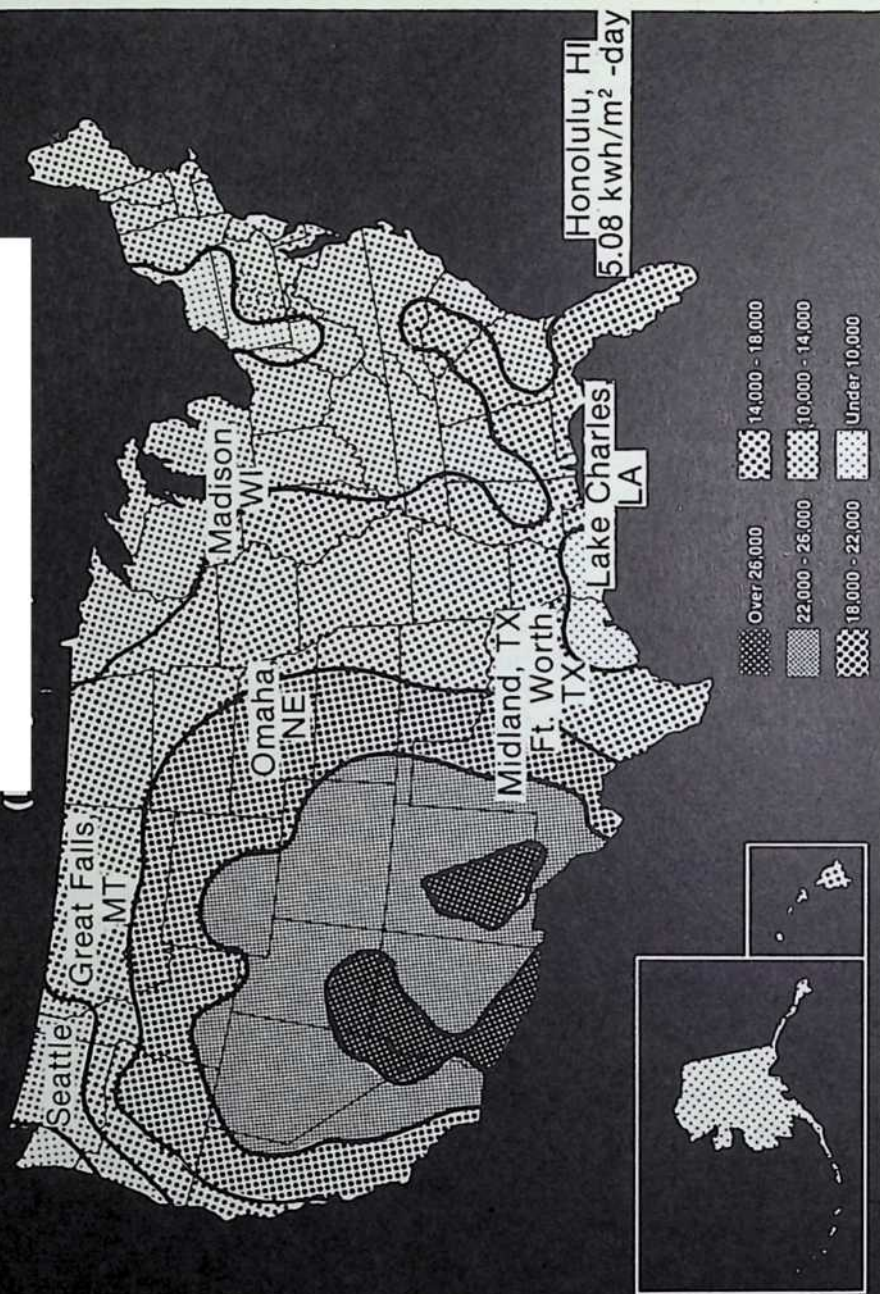 (
Seattle
Great Falls,
MT
Omaha,
NE
Madison,
WI
Midland, TX
Ft. Worth,
TX
Lake Charles
LA
Honolulu, HI
5.08 kwh/m² -day
Over 26,000
22,000 - 26,000
18,000 - 22,000
14,000 - 18,000
10,000 - 14,000
Under 10,000